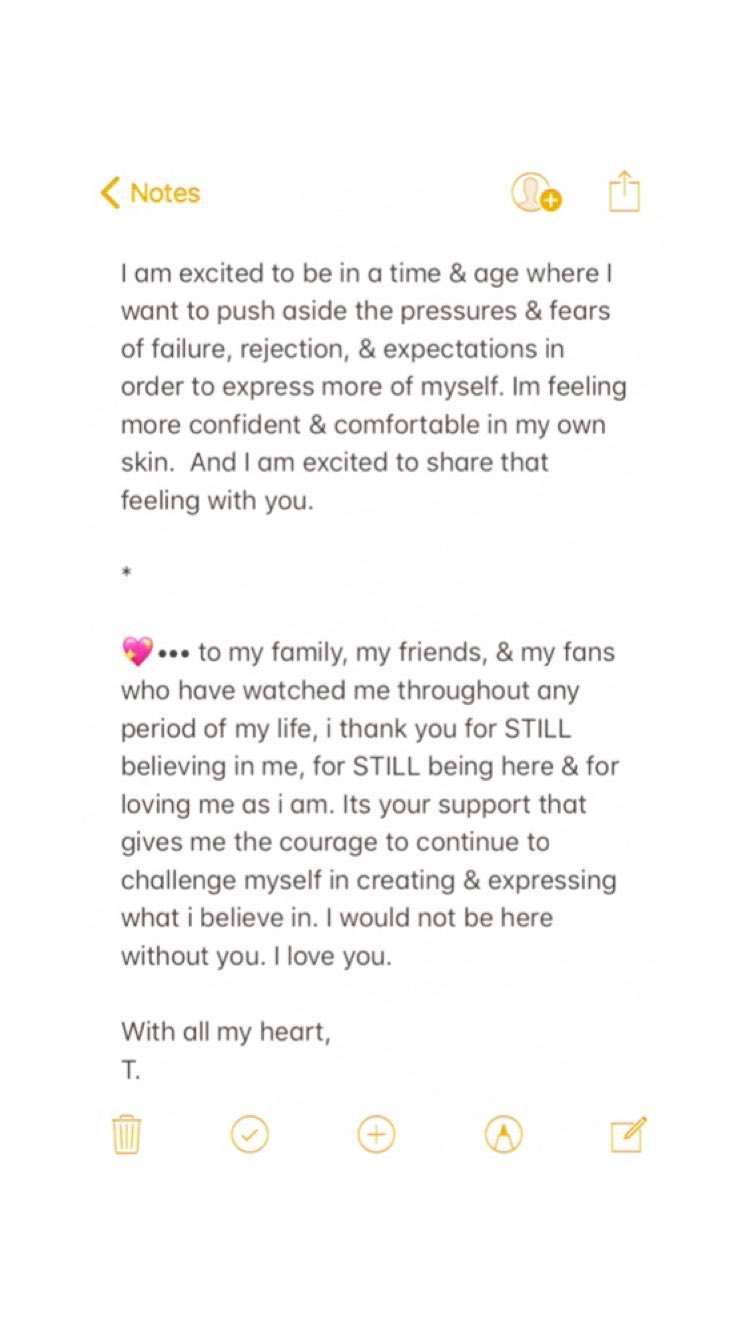 Notes
I am excited to be in a time & age where I
want to push aside the pressures & fears
of failure, rejection, & expectations in
order to express more of myself. Im feeling
more confident & comfortable in my own
skin.  And I am excited to share that
feeling with you.
*
💖••• to my family, my friends, & my fans
who have watched me throughout any
period of my life, i thank you for STILL
believing in me, for STILL being here & for
loving me as i am. Its your support that
gives me the courage to continue to
challenge myself in creating & expressing
what i believe in. I would not be here
without you. I love you.
With all my heart,
T.